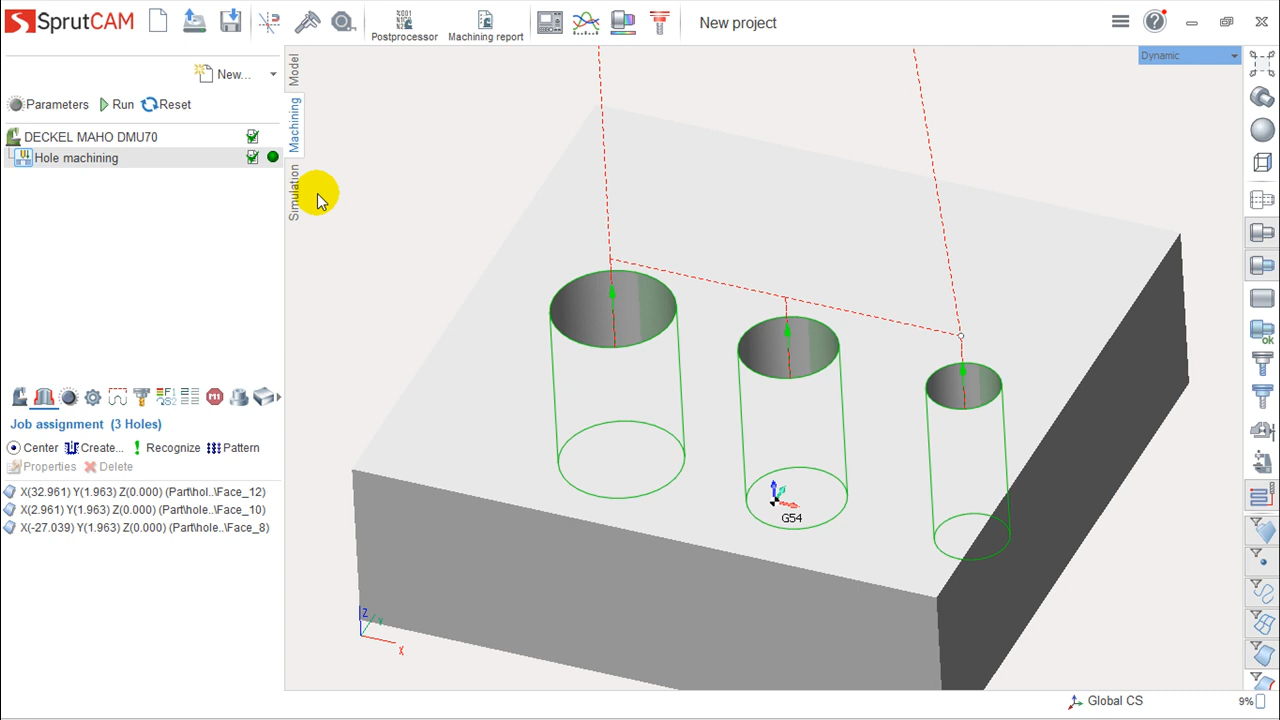 SprutCAM
Postprocessor
Machining report
New project
New...
Parameters
Run
Reset
DECKEL MAHO DMU70
Hole machining
Model
Machining
Simulation
Dynamic
ok
Job assignment (3 Holes)
Center
Create...
Recognize
Pattern
Properties
Delete
X(32.961) Y(1.963) Z(0.000) (Part\hol..\Face_12)
X(2.961) Y(1.963) Z(0.000) (Part\hole..\Face_10)
X(-27.039) Y(1.963) Z(0.000) (Part\hole..\Face_8)
G54
Z
Y
X
Global CS
9%